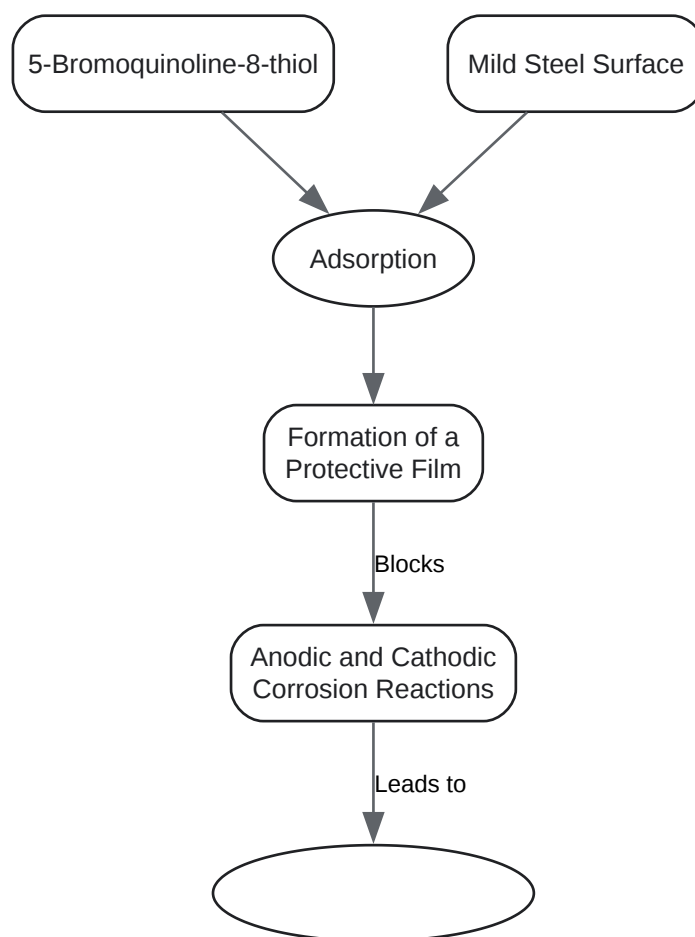 5-Bromoquinoline-8-thiol
Mild Steel Surface
Adsorption
Formation of a
Protective Film
Blocks
Anodic and Cathodic
Corrosion Reactions
Leads to